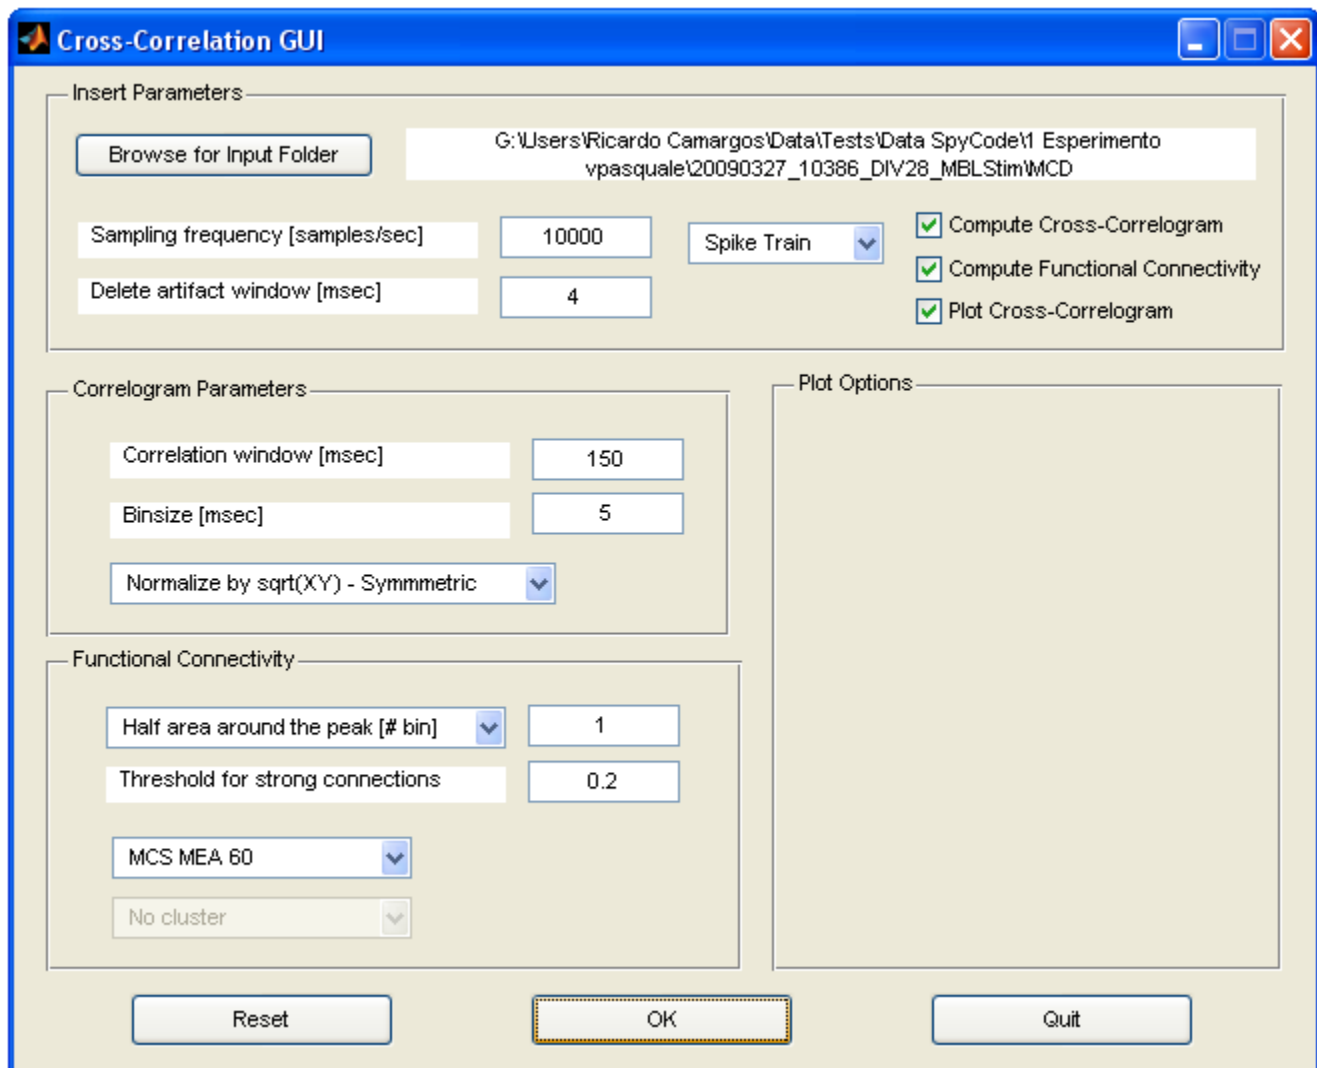 Cross-Correlation GUI
Insert Parameters
Browse for Input Folder
G:\Users\Ricardo Camargos\Data\Tests\Data SpyCode\1 Esperimento
vpasquale\20090327_10386_DIV28_MBLStim\MCD
Sampling frequency [samples/sec]
10000
Spike Train
Compute Cross-Correlogram
Compute Functional Connectivity
Plot Cross-Correlogram
Delete artifact window [msec]
4
Correlogram Parameters
Correlation window [msec]
150
Binsize [msec]
5
Normalize by sqrt(XY) - Symmmetric
Plot Options
Functional Connectivity
Half area around the peak [# bin]
1
Threshold for strong connections
0.2
MCS MEA 60
No cluster
Reset
OK
Quit